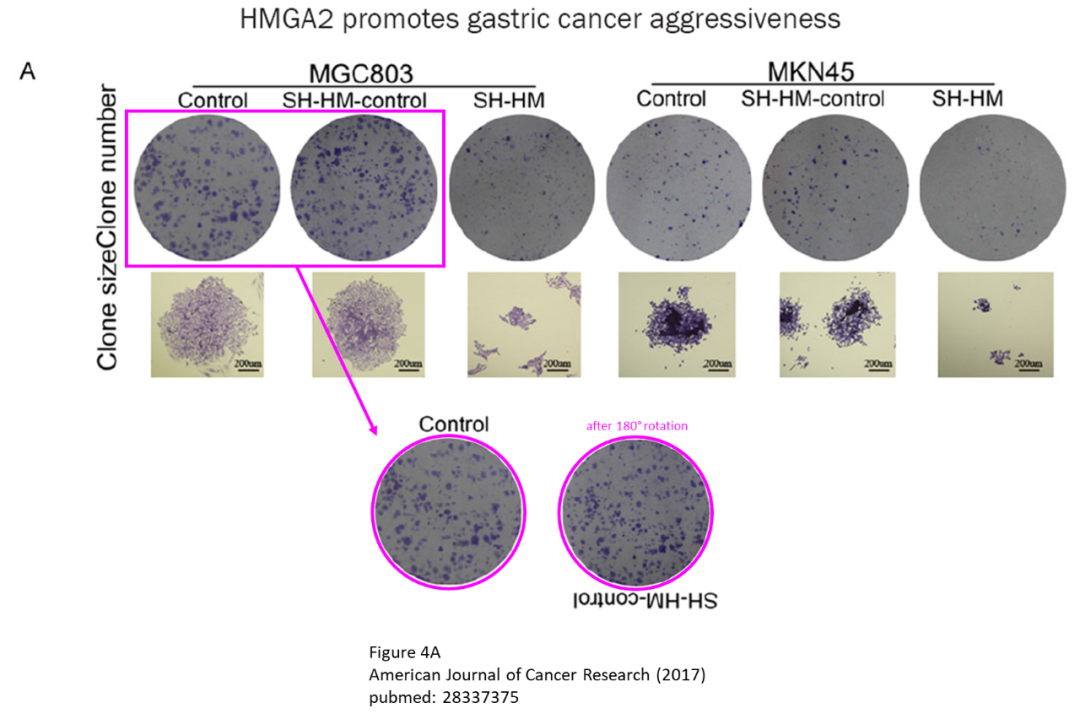 HMGA2 promotes gastric cancer aggressiveness
A
MGC803
MKN45
Control
SH-HM-control
SH-HM
Control
SH-HM-control
SH-HM
Clone sizeClone number
200um
200um
200um
200um
200um
200um
Control
after 180° rotation
SH-HM-control
Figure 4A
American Journal of Cancer Research (2017)
pubmed: 28337375